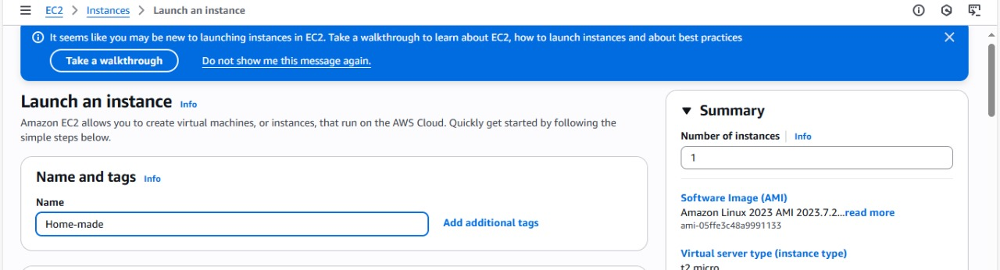 EC2 > Instances > Launch an instance
It seems like you may be new to launching instances in EC2. Take a walkthrough to learn about EC2, how to launch instances and about best practices
Take a walkthrough
Do not show me this message again.
Launch an instance Info
Amazon EC2 allows you to create virtual machines, or instances, that run on the AWS Cloud. Quickly get started by following the
simple steps below.
Name and tags Info
Name
Home-made
Add additional tags
Summary
Number of instances Info
1
Software Image (AMI)
Amazon Linux 2023 AMI 2023.7.2...read more
ami-05ffe3c48a9991133
Virtual server type (instance type)
t2.micro